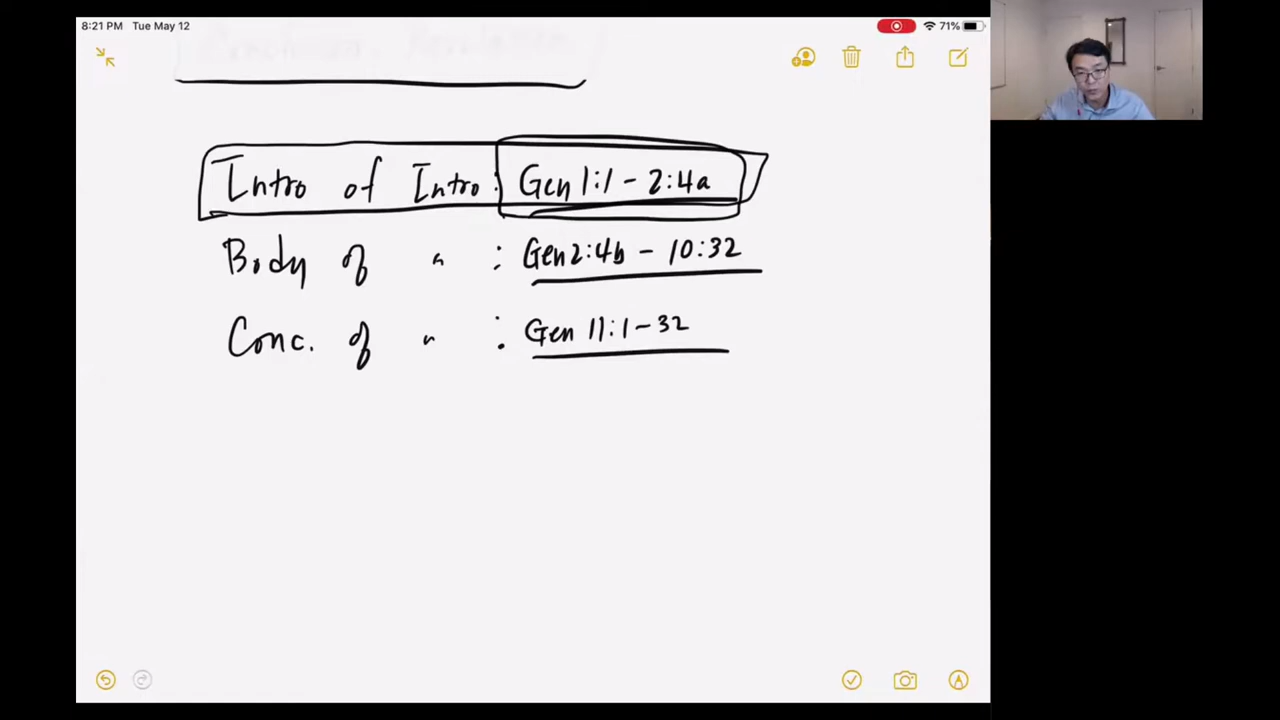 8:21 PM Tue May 12
71%
Intro of Intro: Gen 1:1 - 2:4a
Body of " : Gen 2:4b - 10:32
Conc. of " : Gen 11:1 - 32